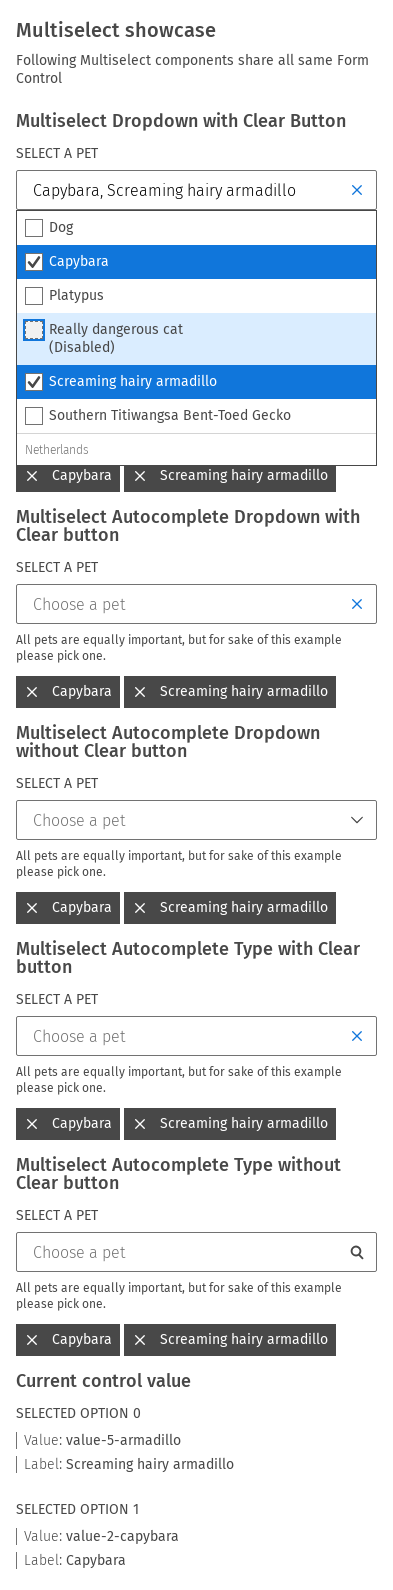 Multiselect showcase
Following Multiselect components share all same Form
Control
Multiselect Dropdown with Clear Button
SELECT A PET
Capybara, Screaming hairy armadillo
Dog
Capybara
Platypus
Really dangerous cat
(Disabled)
Screaming hairy armadillo
Southern Titiwangsa Bent-Toed Gecko
Netherlands
Capybara Screaming hairy armadillo
Multiselect Autocomplete Dropdown with
Clear button
SELECT A PET
Choose a pet
All pets are equally important, but for sake of this example
please pick one.
Capybara Screaming hairy armadillo
Multiselect Autocomplete Dropdown
without Clear button
SELECT A PET
Choose a pet
All pets are equally important, but for sake of this example
please pick one.
Capybara Screaming hairy armadillo
Multiselect Autocomplete Type with Clear
button
SELECT A PET
Choose a pet
All pets are equally important, but for sake of this example
please pick one.
Capybara Screaming hairy armadillo
Multiselect Autocomplete Type without
Clear button
SELECT A PET
Choose a pet
All pets are equally important, but for sake of this example
please pick one.
Capybara Screaming hairy armadillo
Current control value
SELECTED OPTION 0
Value: value-5-armadillo
Label: Screaming hairy armadillo
SELECTED OPTION 1
Value: value-2-capybara
Label: Capybara